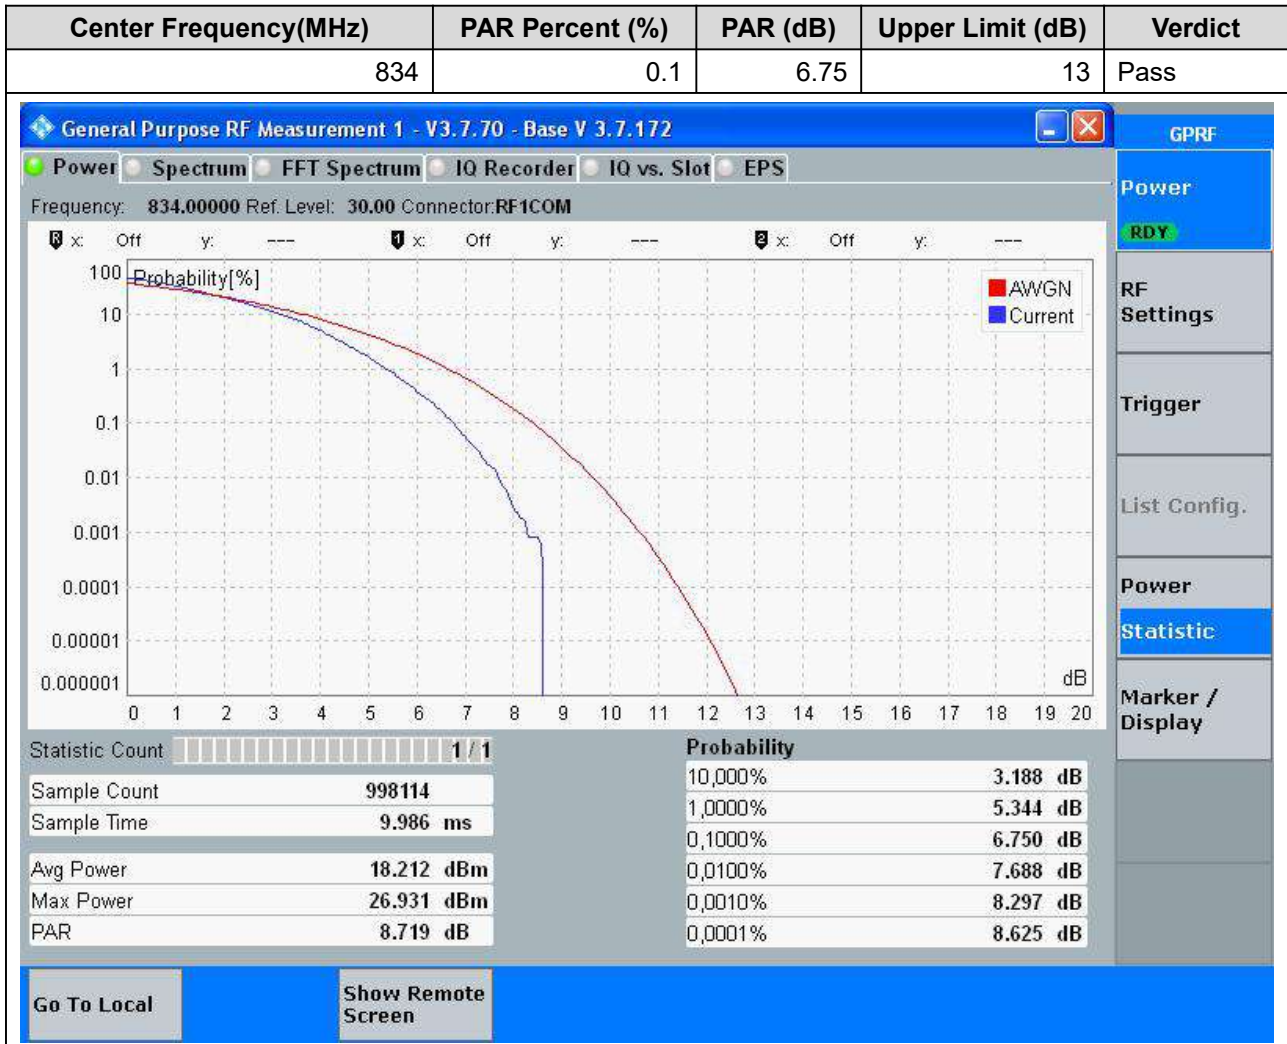 Center Frequency(MHz) PAR Percent (%) PAR (dB) Upper Limit (dB) Verdict
834 0.1 6.75 13 Pass
General Purpose RF Measurement 1 - V3.7.70 - Base V 3.7.172
GPRF
Power Spectrum FFT Spectrum IQ Recorder IQ vs. Slot EPS
Power
RDY
Frequency: 834.00000 Ref. Level: 30.00 Connector:RF1COM
R x: Off y: --- 1 x: Off y: --- 2 x: Off y: ---
Probability[%]
AWGN
Current
100
10
1
0.1
0.01
0.001
0.0001
0.00001
0.000001
dB
0 1 2 3 4 5 6 7 8 9 10 11 12 13 14 15 16 17 18 19 20
RF
Settings
Trigger
List Config.
Power
Statistic
Marker /
Display
Statistic Count 1 / 1
Sample Count 998114
Sample Time 9.986 ms
Avg Power 18.212 dBm
Max Power 26.931 dBm
PAR 8.719 dB
Probability
10,000% 3.188 dB
1,0000% 5.344 dB
0,1000% 6.750 dB
0,0100% 7.688 dB
0,0010% 8.297 dB
0,0001% 8.625 dB
Go To Local
Show Remote
Screen